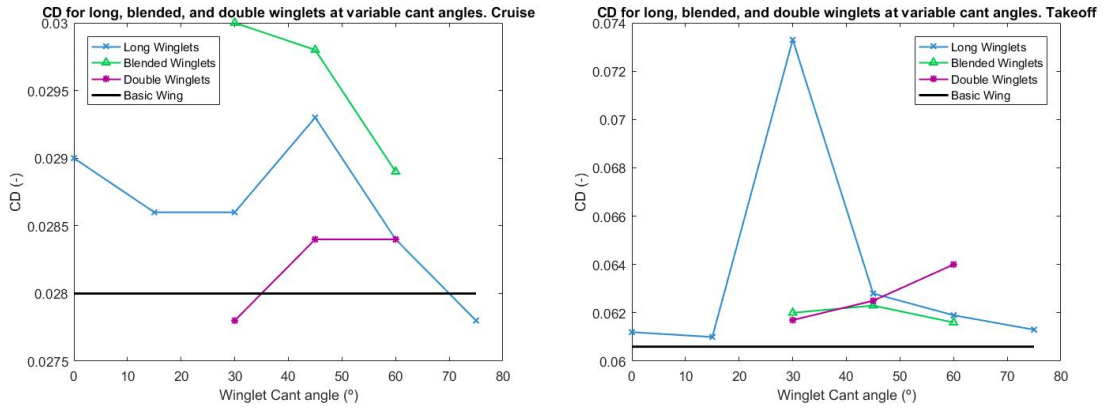 CD for long, blended, and double winglets at variable cant angles. Cruise
0.03
0.0295
0.029
0.0285
0.028
0.0275
CD (-)
Long Winglets
Blended Winglets
Double Winglets
Basic Wing
0 10 20 30 40 50 60 70 80
Winglet Cant angle (º)
CD for long, blended, and double winglets at variable cant angles. Takeoff
0.074
0.072
0.07
0.068
0.066
0.064
0.062
0.06
CD (-)
Long Winglets
Blended Winglets
Double Winglets
Basic Wing
0 10 20 30 40 50 60 70 80
Winglet Cant angle (º)